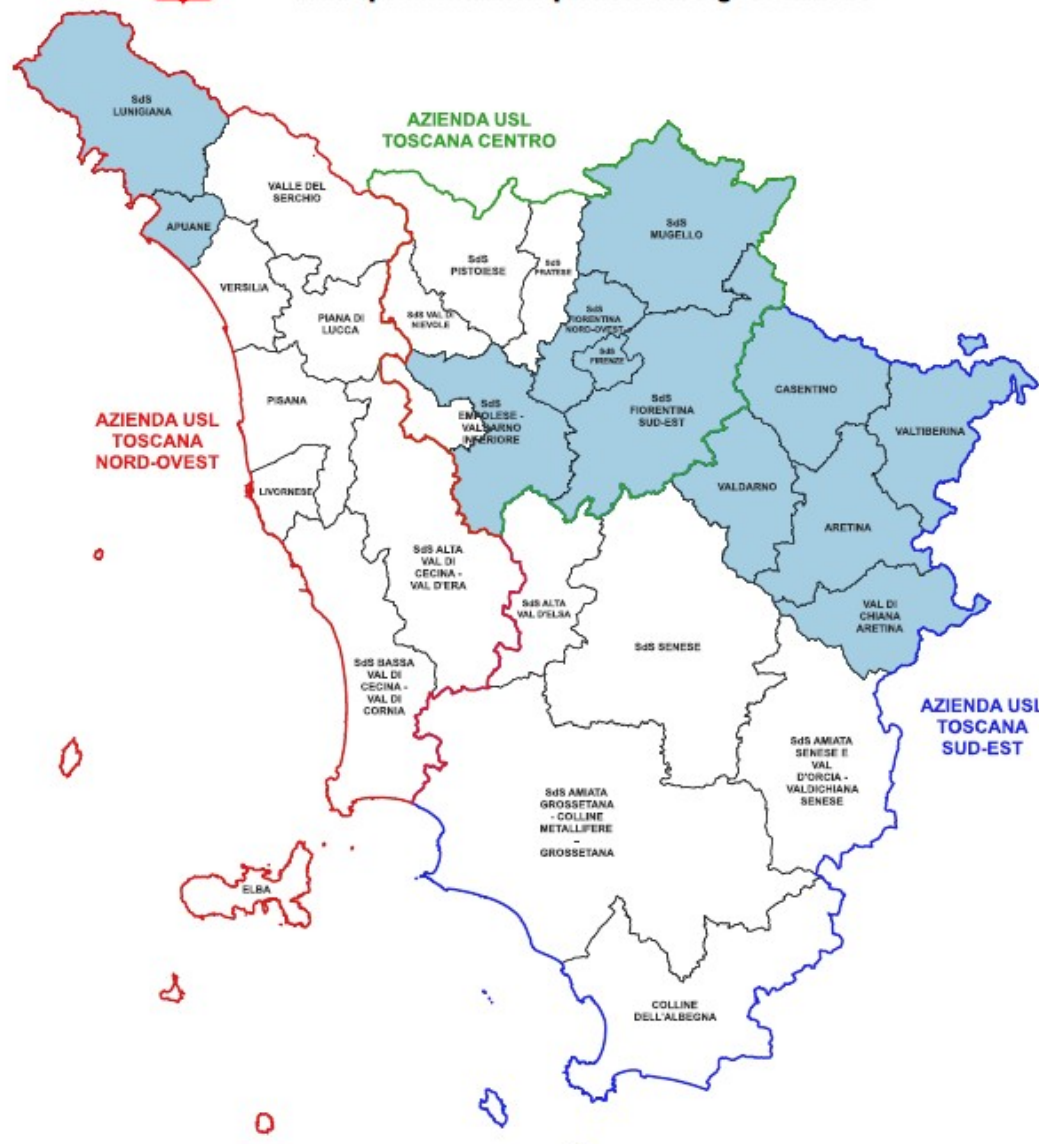 SdS
LUNIGIANA
AZIENDA USL
TOSCANA CENTRO
VALLE DEL
SERCHIO
APUANE
SdS
MUGELLO
SdS
PISTOIESE
SdS
PRATESE
VERSILIA
PIANA DI
LUCCA
SdS VAL DI
NIEVOLE
SdS
FIORENTINA
NORD-OVEST
SdS
FIRENZE
PISANA
SdS
EMPOLESE -
VALDARNO
INFERIORE
SdS
FIORENTINA
SUD-EST
CASENTINO
VALTIBERINA
AZIENDA USL
TOSCANA
NORD-OVEST
LIVORNESE
VALDARNO
ARETINA
SdS ALTA
VAL DI
CECINA -
VAL D'ERA
SdS ALTA
VAL D'ELSA
VAL DI
CHIANA
ARETINA
SdS SENESE
SdS BASSA
VAL DI
CECINA -
VAL DI
CORNIA
AZIENDA USL
TOSCANA
SUD-EST
SdS AMIATA
SENESE E
VAL
D'ORCIA -
VALDICHIANA
SENESE
SdS AMIATA
GROSSETANA
- COLLINE
METALLIFERE
–
GROSSETANA
ELBA
COLLINE
DELL'ALBEGNA